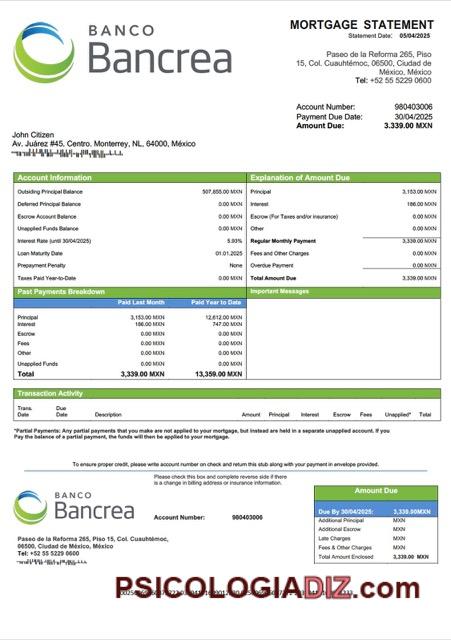 BANCO
Bancrea
MORTGAGE STATEMENT
Statement Date: 05/04/2025
Paseo de la Reforma 265, Piso
15, Col. Cuauhtémoc, 06500, Ciudad de
México, México
Tel: +52 55 5229 0600
Account Number: 980403006
Payment Due Date: 30/04/2025
Amount Due: 3.339.00 MXN
John Citizen
Av. Juárez #45, Centro. Monterrey, NL, 64000, México
Account Information
Outsiding Principal Balance 507,655.00 MXN
Deferred Principal Balance 0.00 MXN
Escrow Account Balance 0.00 MXN
Unapplied Funds Balance 0.00 MXN
Interest Rate (until 30/04/2025) 5.93%
Loan Maturity Date 01.01.2025
Prepayment Penalty None
Taxes Paid Year-to-Date 0.00 MXN
Explanation of Amount Due
Principal 3,153.00 MXN
Interest 186.00 MXN
Escrow (For Taxes and/or insurance) 0.00 MXN
Other 0.00 MXN
Regular Monthly Payment 3,339.00 MXN
Fees and Other Charges 0.00 MXN
Overdue Payment 0.00 MXN
Total Amount Due 3,339.00 MXN
Past Payments Breakdown
Paid Last Month Paid Year to Date
Principal 3,153.00 MXN 12,612.00 MXN
Interest 186.00 MXN 747.00 MXN
Escrow 0.00 MXN 0.00 MXN
Fees 0.00 MXN 0.00 MXN
Other 0.00 MXN 0.00 MXN
Unapplied Funds 0.00 MXN 0.00 MXN
Total 3,339.00 MXN 13,359.00 MXN
Important Messages
Transaction Activity
Trans. Date Due Date Description Amount Principal Interest Escrow Fees Unapplied* Total
*Partial Payments: Any partial payments that you make are not applied to your mortgage, but instead are held in a separate unapplied account. If you
Pay the balance of a partial payment, the funds will then be applied to your mortgage.
To ensure proper credit, please write account number on check and return this stub along with your payment in envelope provided.
Please check this box and complete reverse side if there
is a change in billing address or insurance information.
BANCO
Bancrea
Account Number: 980403006
Paseo de la Reforma 265, Piso 15, Col. Cuauhtémoc,
06500, Ciudad de México, México
Tel: +52 55 5229 0600
Amount Due
Due By 30/04/2025: 3,339.00MXN
Additional Principal MXN
Additional Escrow MXN
Late Charges MXN
Fees & Other Charges MXN
Total Amount Enclosed 3,339.00 MXN
PSICOLOGIADIZ.com